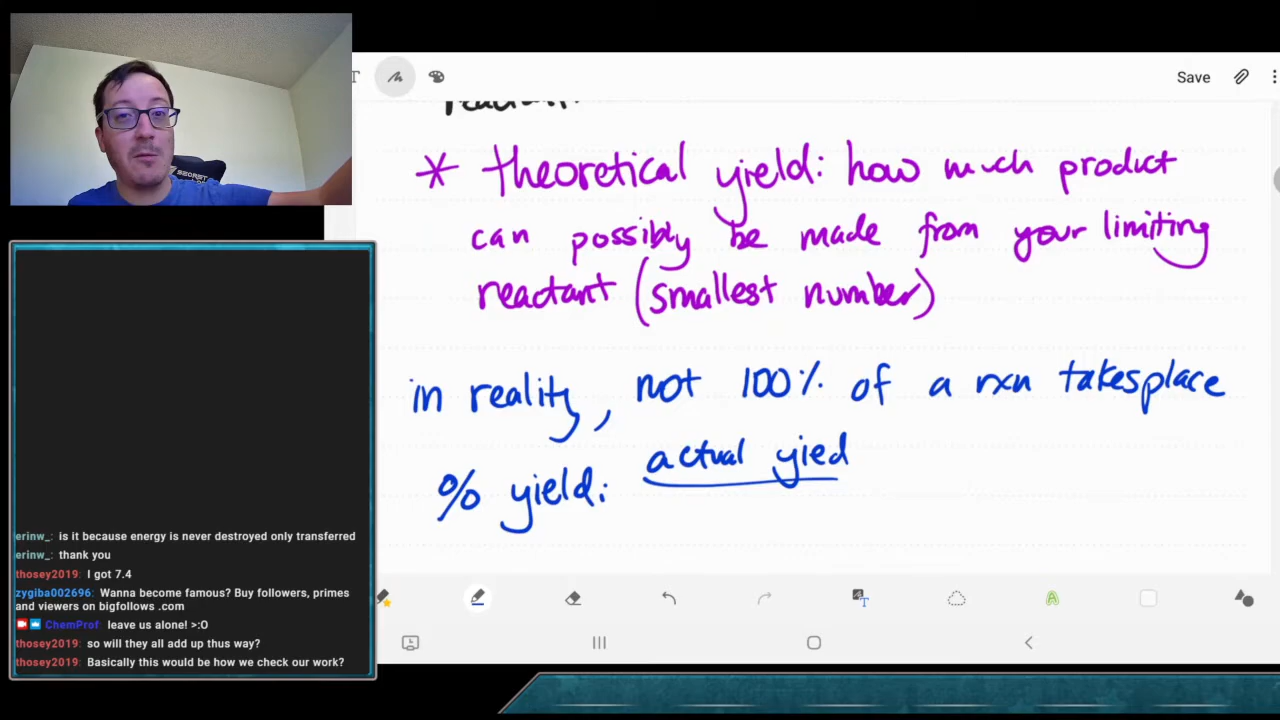 SECRET
T
Save
reactant.
* theoretical yield: how much product
can possibly be made from your limiting
reactant (smallest number)
in reality, not 100% of a rxn takes place
% yield: actual yied
erinw_: is it because energy is never destroyed only transferred
erinw_: thank you
thosey2019: I got 7.4
zygiba002696: Wanna become famous? Buy followers, primes
and viewers on bigfollows .com
ChemProf: leave us alone! >:O
thosey2019: so will they all add up thus way?
thosey2019: Basically this would be how we check our work?
T
A